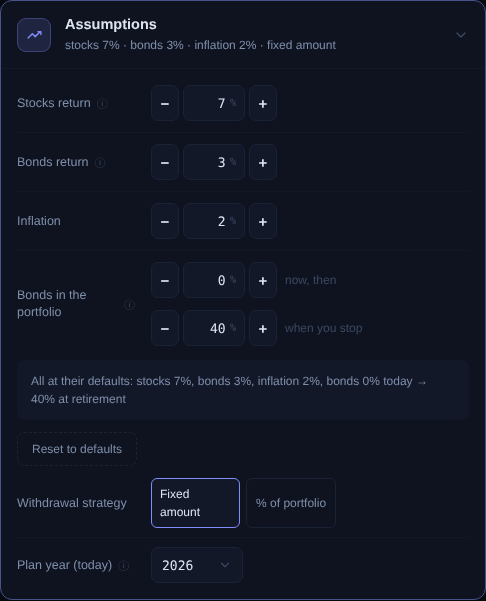 Assumptions
stocks 7% · bonds 3% · inflation 2% · fixed amount
Stocks return ⓘ
− 7 % +
Bonds return ⓘ
− 3 % +
Inflation
− 2 % +
Bonds in the
portfolio ⓘ
− 0 % + now, then
− 40 % + when you stop
All at their defaults: stocks 7%, bonds 3%, inflation 2%, bonds 0% today →
40% at retirement
Reset to defaults
Withdrawal strategy
Fixed
amount
% of portfolio
Plan year (today) ⓘ
2026